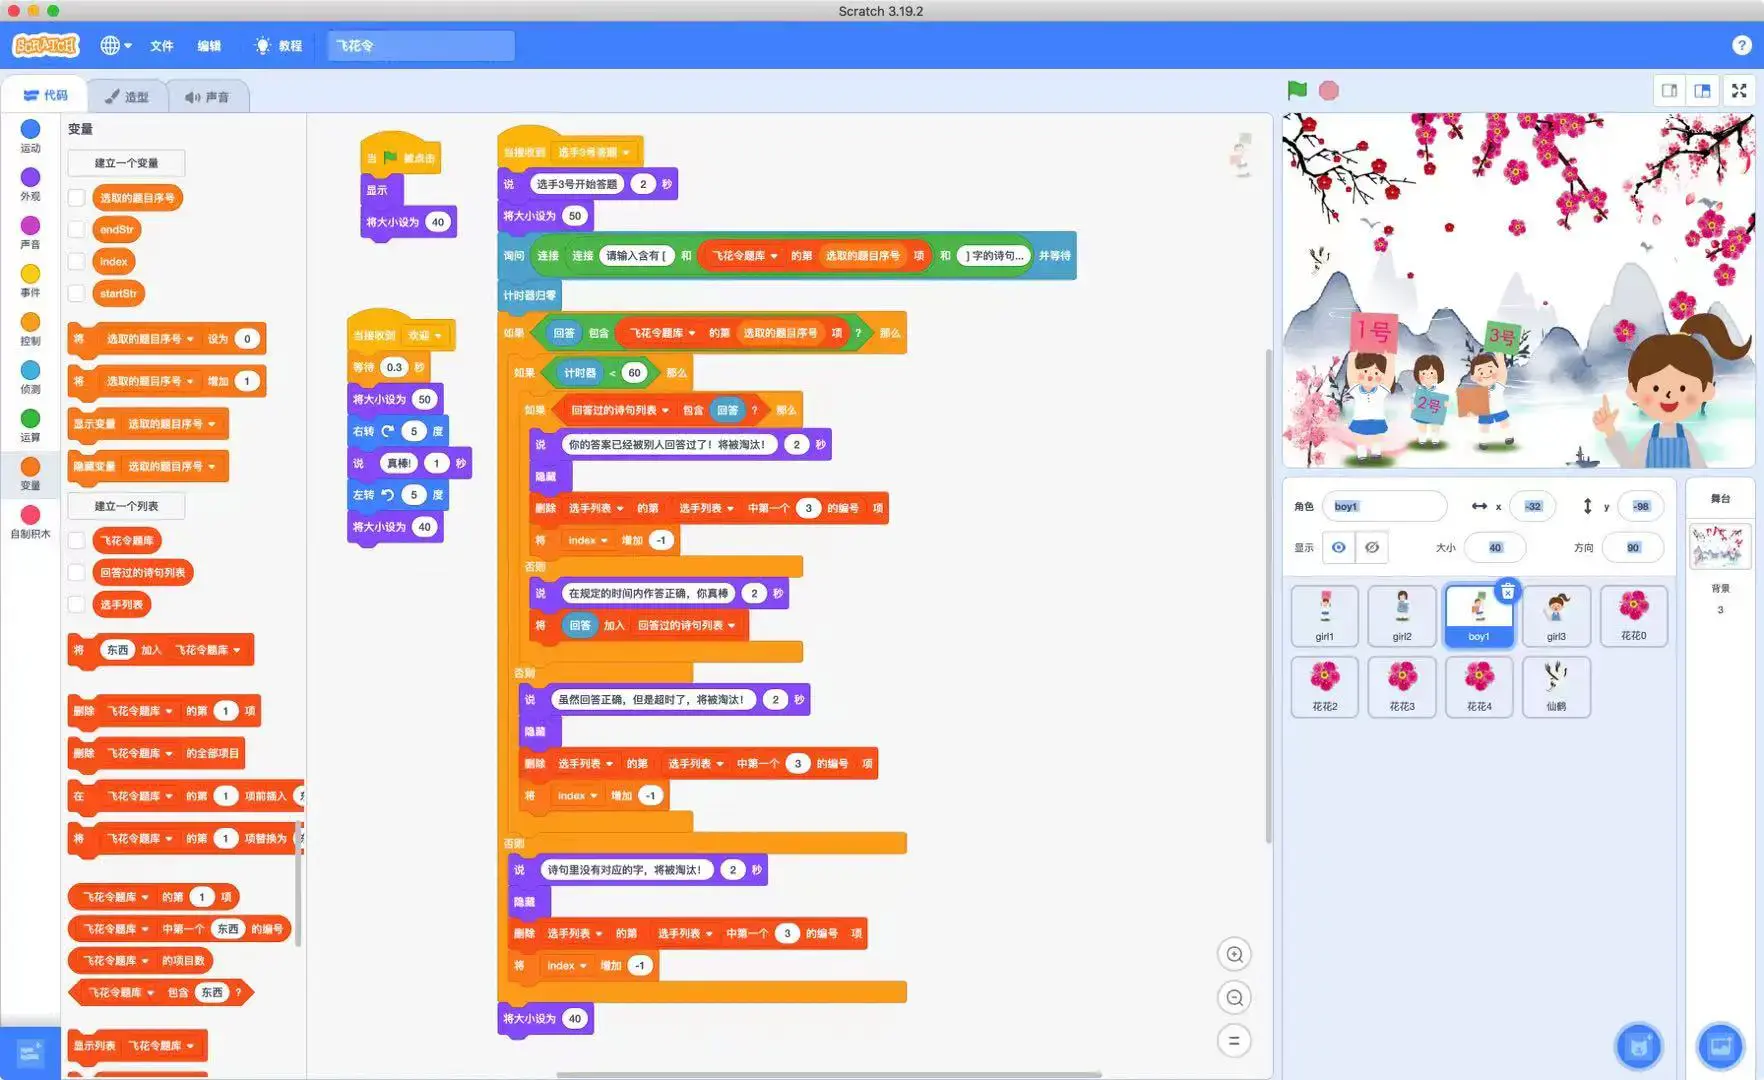 Scratch 3.19.2
SCRATCH 文件 编辑 教程 飞花令 ?
代码 造型 声音
运动
外观
声音
事件
控制
侦测
运算
变量
自制积木
变量
建立一个变量
选取的题目序号
endStr
index
startStr
将 选取的题目序号 设为 0
将 选取的题目序号 增加 1
显示变量 选取的题目序号
隐藏变量 选取的题目序号
建立一个列表
飞花令题库
回答过的诗句列表
选手列表
将 东西 加入 飞花令题库
删除 飞花令题库 的第 1 项
删除 飞花令题库 的全部项目
在 飞花令题库 的第 1 项前插入
将 飞花令题库 的第 1 项替换为
飞花令题库 的第 1 项
飞花令题库 中第一个 东西 的编号
飞花令题库 的项目数
飞花令题库 包含 东西 ?
显示列表 飞花令题库
当 被点击
显示
将大小设为 40
当接收到 欢迎
等待 0.3 秒
将大小设为 50
右转 5 度
说 真棒! 1 秒
左转 5 度
将大小设为 40
当接收到 选手3号答题
说 选手3号开始答题 2 秒
将大小设为 50
询问 连接 连接 请输入含有 [ 和 飞花令题库 的第 选取的题目序号 项 和 ] 字的诗句... 并等待
计时器归零
如果 回答 包含 飞花令题库 的第 选取的题目序号 项 ? 那么
如果 计时器 < 60 那么
如果 回答过的诗句列表 包含 回答 ? 那么
说 你的答案已经被别人回答过了！将被淘汰！ 2 秒
隐藏
删除 选手列表 的第 选手列表 中第一个 3 的编号 项
将 index 增加 -1
否则
说 在规定的时间内作答正确，你真棒 2 秒
将 回答 加入 回答过的诗句列表
否则
说 虽然回答正确，但是超时了，将被淘汰！ 2 秒
隐藏
删除 选手列表 的第 选手列表 中第一个 3 的编号 项
将 index 增加 -1
否则
说 诗句里没有对应的字，将被淘汰！ 2 秒
隐藏
删除 选手列表 的第 选手列表 中第一个 3 的编号 项
将 index 增加 -1
将大小设为 40
1号
2号
3号
角色 boy1 x -32 y -98
显示 大小 40 方向 90
girl1
girl2
boy1
girl3
花花0
花花2
花花3
花花4
仙鹤
舞台
背景
3